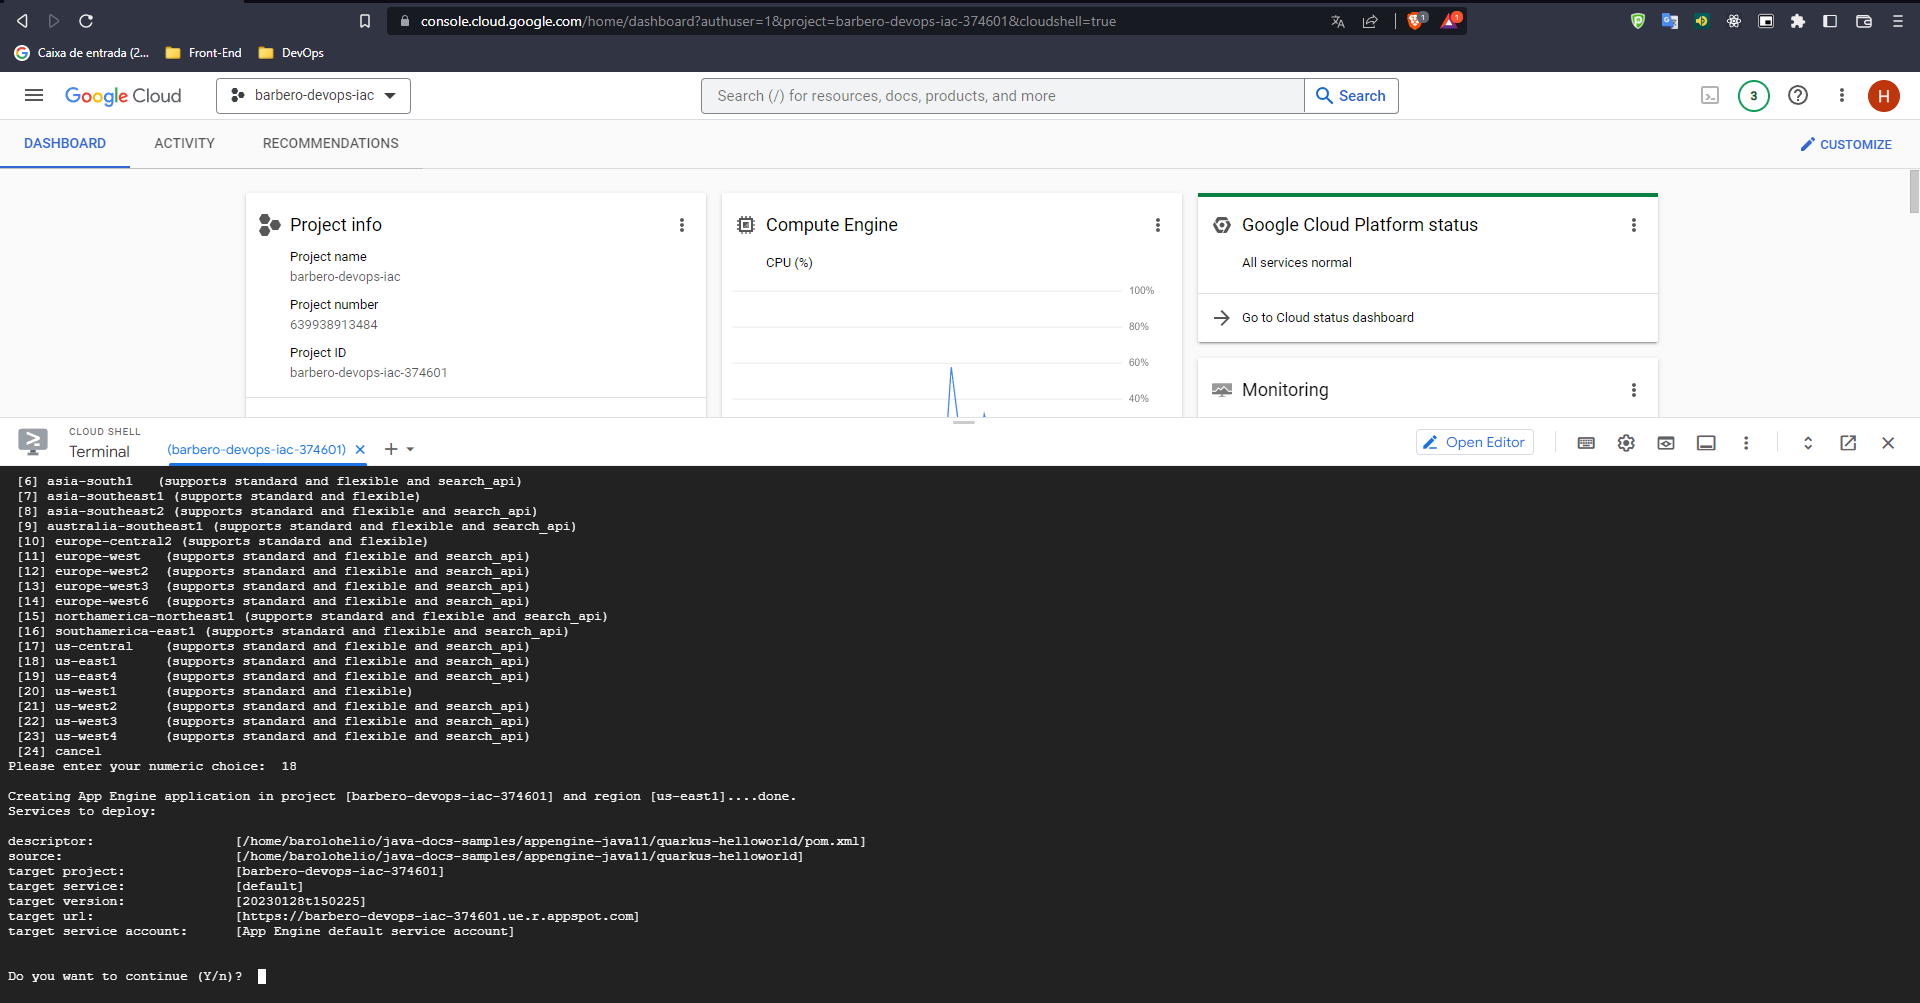 console.cloud.google.com/home/dashboard?authuser=1&project=barbero-devops-iac-374601&cloudshell=true
1
1
Caixa de entrada (2...
Front-End
DevOps
Google Cloud
barbero-devops-iac
Search (/) for resources, docs, products, and more
Search
3
H
DASHBOARD
ACTIVITY
RECOMMENDATIONS
CUSTOMIZE
Project info
Project name
barbero-devops-iac
Project number
639938913484
Project ID
barbero-devops-iac-374601
Compute Engine
CPU (%)
100%
80%
60%
40%
Google Cloud Platform status
All services normal
Go to Cloud status dashboard
Monitoring
CLOUD SHELL
Terminal
(barbero-devops-iac-374601)
Open Editor
[6] asia-south1   (supports standard and flexible and search_api)
[7] asia-southeast1 (supports standard and flexible)
[8] asia-southeast2 (supports standard and flexible and search_api)
[9] australia-southeast1 (supports standard and flexible and search_api)
[10] europe-central2 (supports standard and flexible)
[11] europe-west   (supports standard and flexible and search_api)
[12] europe-west2  (supports standard and flexible and search_api)
[13] europe-west3  (supports standard and flexible and search_api)
[14] europe-west6  (supports standard and flexible and search_api)
[15] northamerica-northeast1 (supports standard and flexible and search_api)
[16] southamerica-east1 (supports standard and flexible and search_api)
[17] us-central    (supports standard and flexible and search_api)
[18] us-east1      (supports standard and flexible and search_api)
[19] us-east4      (supports standard and flexible and search_api)
[20] us-west1      (supports standard and flexible)
[21] us-west2      (supports standard and flexible and search_api)
[22] us-west3      (supports standard and flexible and search_api)
[23] us-west4      (supports standard and flexible and search_api)
[24] cancel
Please enter your numeric choice:  18
Creating App Engine application in project [barbero-devops-iac-374601] and region [us-east1]....done.
Services to deploy:
descriptor:                  [/home/barolohelio/java-docs-samples/appengine-java11/quarkus-helloworld/pom.xml]
source:                      [/home/barolohelio/java-docs-samples/appengine-java11/quarkus-helloworld]
target project:              [barbero-devops-iac-374601]
target service:              [default]
target version:              [20230128t150225]
target url:                  [https://barbero-devops-iac-374601.ue.r.appspot.com]
target service account:      [App Engine default service account]
Do you want to continue (Y/n)?